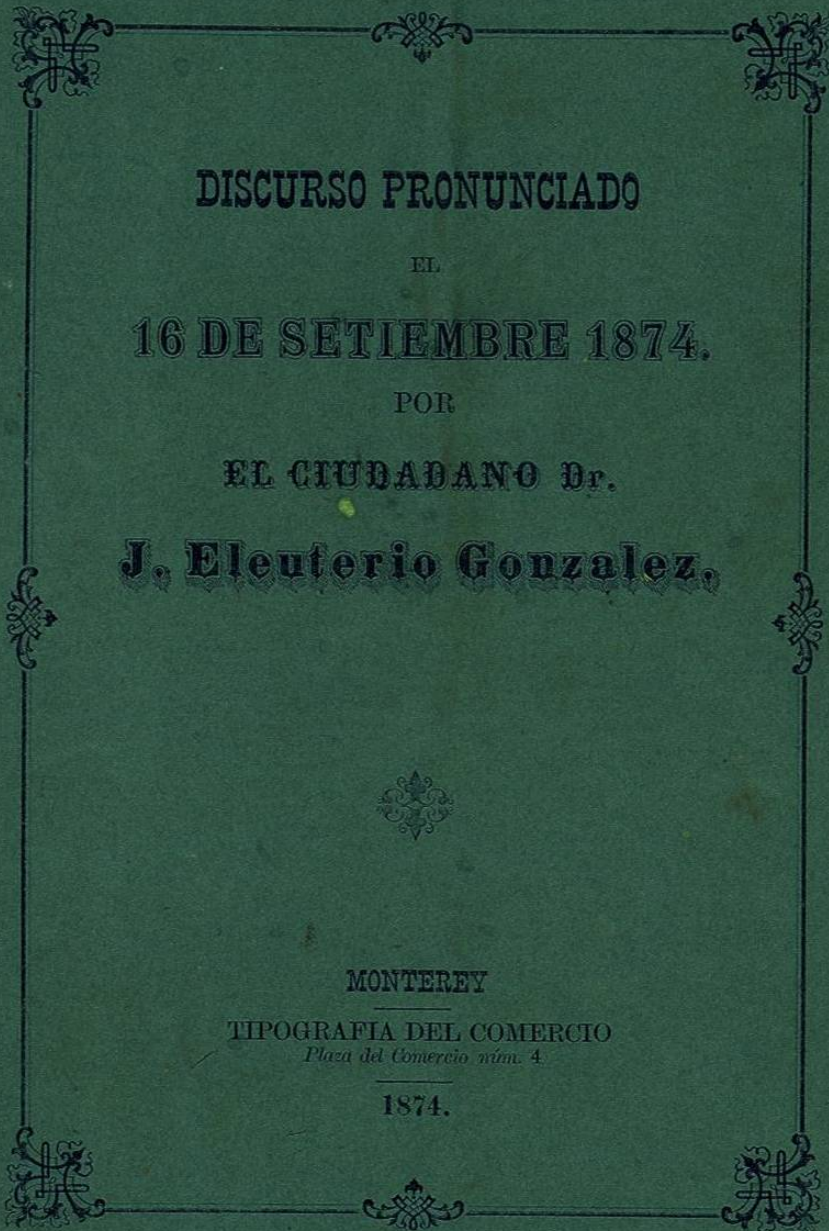 DISCURSO PRONUNCIADO
EL
16 DE SETIEMBRE 1874.
POR
EL CIUDADANO Dr.
J. Eleuterio Gonzalez.
MONTEREY
TIPOGRAFIA DEL COMERCIO
Plaza del Comercio núm. 4
1874.